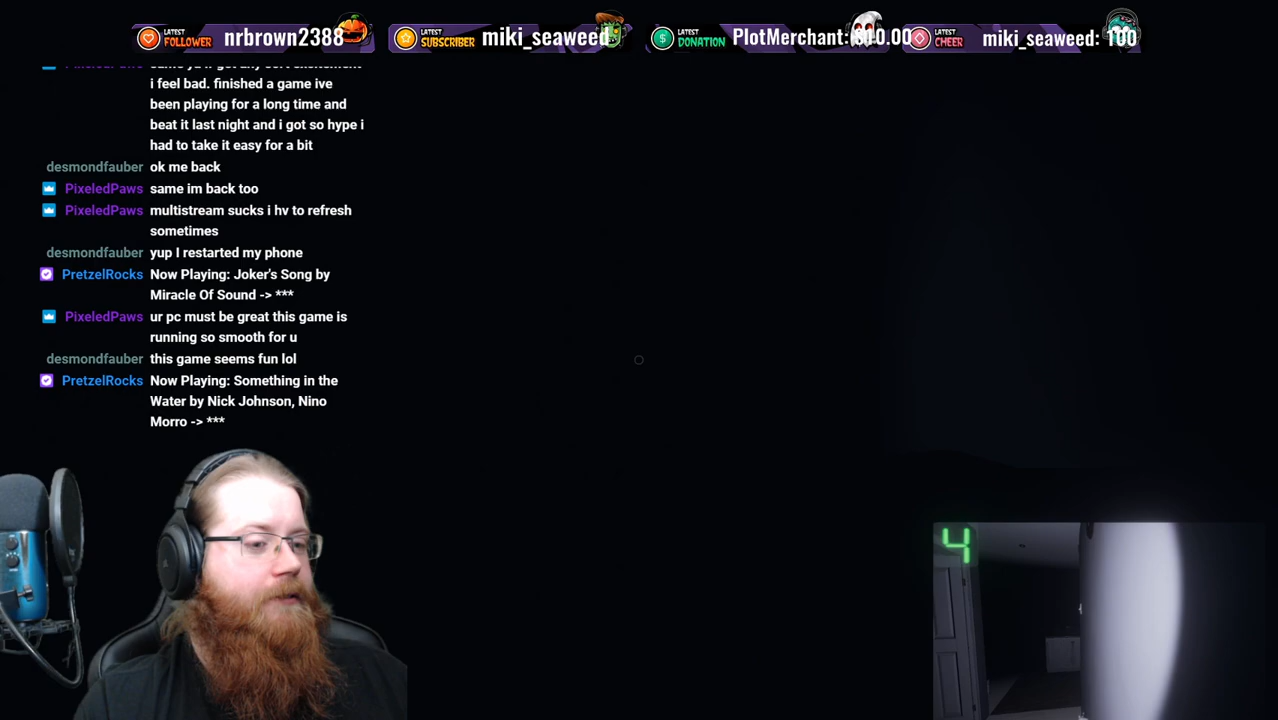 LATEST FOLLOWER nrbrown2388
LATEST SUBSCRIBER miki_seaweed
LATEST DONATION PlotMerchant:
LATEST CHEER miki_seaweed: 100
i feel bad. finished a game ive
been playing for a long time and
beat it last night and i got so hype i
had to take it easy for a bit
desmondfauber ok me back
PixeledPaws same im back too
PixeledPaws multistream sucks i hv to refresh
sometimes
desmondfauber yup I restarted my phone
PretzelRocks Now Playing: Joker's Song by
Miracle Of Sound -> ***
PixeledPaws ur pc must be great this game is
running so smooth for u
desmondfauber this game seems fun lol
PretzelRocks Now Playing: Something in the
Water by Nick Johnson, Nino
Morro -> ***
4